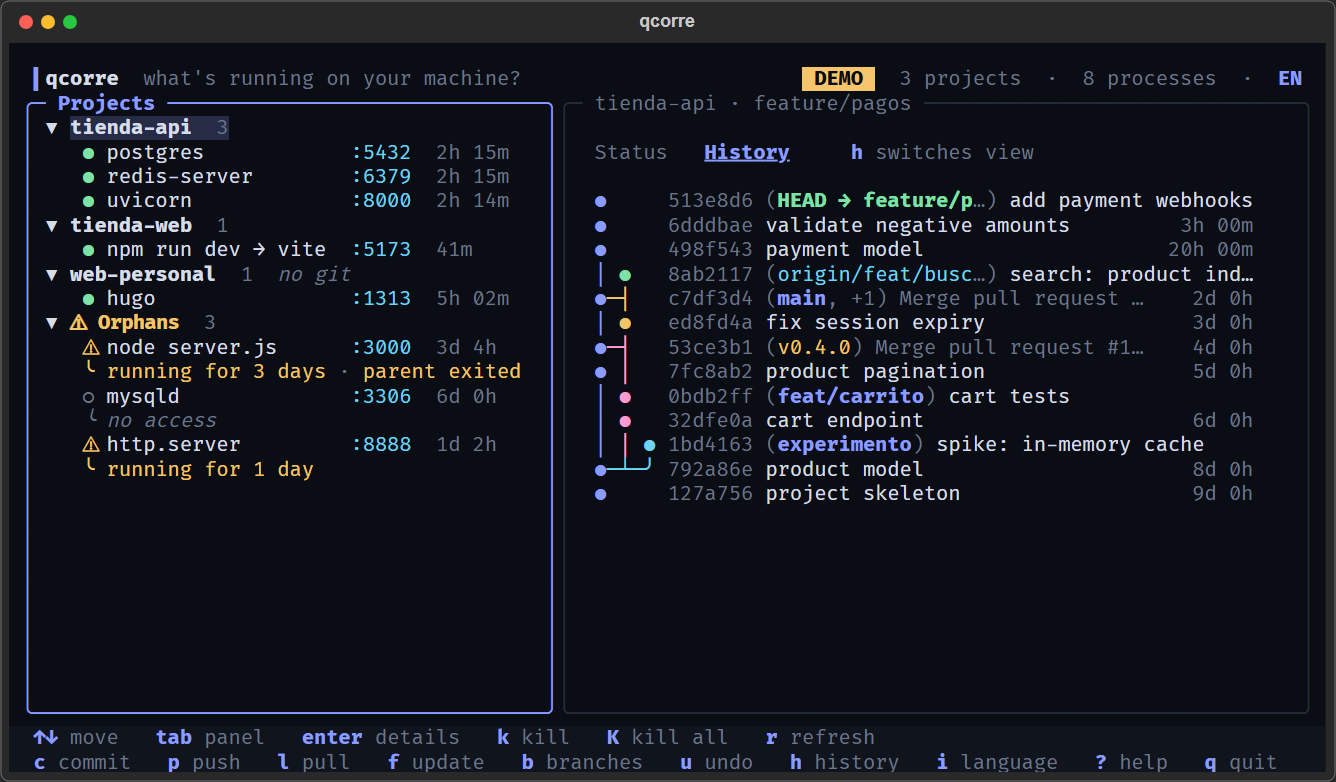 qcorre
qcorre what's running on your machine? DEMO 3 projects · 8 processes · EN
Projects
▼ tienda-api 3
● postgres :5432 2h 15m
● redis-server :6379 2h 15m
● uvicorn :8000 2h 14m
▼ tienda-web 1
● npm run dev → vite :5173 41m
▼ web-personal 1 no git
● hugo :1313 5h 02m
▼ ⚠ Orphans 3
⚠ node server.js :3000 3d 4h
╰ running for 3 days · parent exited
○ mysqld :3306 6d 0h
╰ no access
⚠ http.server :8888 1d 2h
╰ running for 1 day
tienda-api · feature/pagos
Status History h switches view
513e8d6 (HEAD → feature/p…) add payment webhooks
6dddbae validate negative amounts 3h 00m
498f543 payment model 20h 00m
8ab2117 (origin/feat/busc…) search: product ind…
c7df3d4 (main, +1) Merge pull request … 2d 0h
ed8fd4a fix session expiry 3d 0h
53ce3b1 (v0.4.0) Merge pull request #1… 4d 0h
7fc8ab2 product pagination 5d 0h
0bdb2ff (feat/carrito) cart tests
32dfe0a cart endpoint 6d 0h
1bd4163 (experimento) spike: in-memory cache
792a86e product model 8d 0h
127a756 project skeleton 9d 0h
↑↓ move tab panel enter details k kill K kill all r refresh
c commit p push l pull f update b branches u undo h history i language ? help q quit